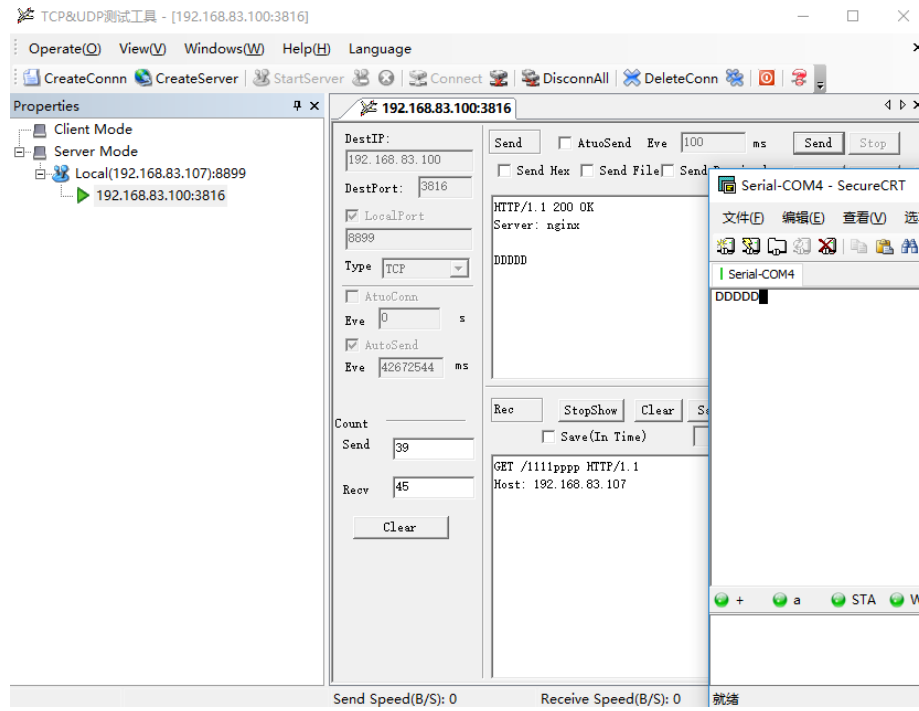 TCP&UDP测试工具 - [192.168.83.100:3816]
Operate(O) View(V) Windows(W) Help(H) Language
CreateConnn CreateServer StartServer Connect DisconnAll DeleteConn
Properties
Client Mode
Server Mode
Local(192.168.83.107):8899
192.168.83.100:3816
192.168.83.100:3816
DestIP:
192.168.83.100
DestPort: 3816
LocalPort
8899
Type TCP
AtuoConn
Eve 0 s
AutoSend
Eve 42672544 ms
Count
Send 39
Recv 45
Clear
Send AtuoSend Eve 100 ms Send Stop
Send Hex Send File Send
HTTP/1.1 200 OK
Server: nginx
DDDDD
Rec StopShow Clear
Save(In Time)
GET /1111pppp HTTP/1.1
Host: 192.168.83.107
Send Speed(B/S): 0 Receive Speed(B/S): 0
Serial-COM4 - SecureCRT
文件(F) 编辑(E) 查看(V) 选
Serial-COM4
DDDDD
+ a STA
就绪